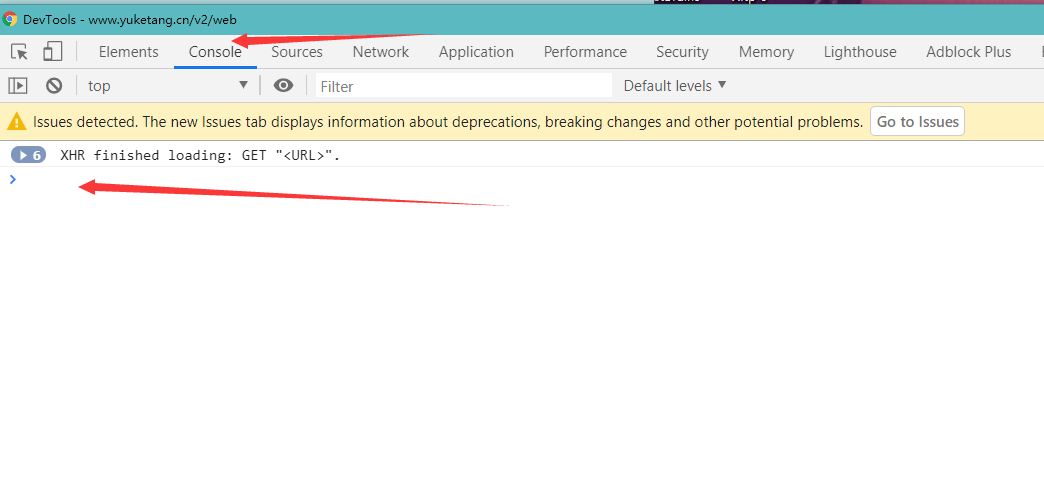 DevTools - www.yuketang.cn/v2/web
Elements Console Sources Network Application Performance Security Memory Lighthouse Adblock Plus
top Filter Default levels
Issues detected. The new Issues tab displays information about deprecations, breaking changes and other potential problems. Go to Issues
6 XHR finished loading: GET "<URL>".